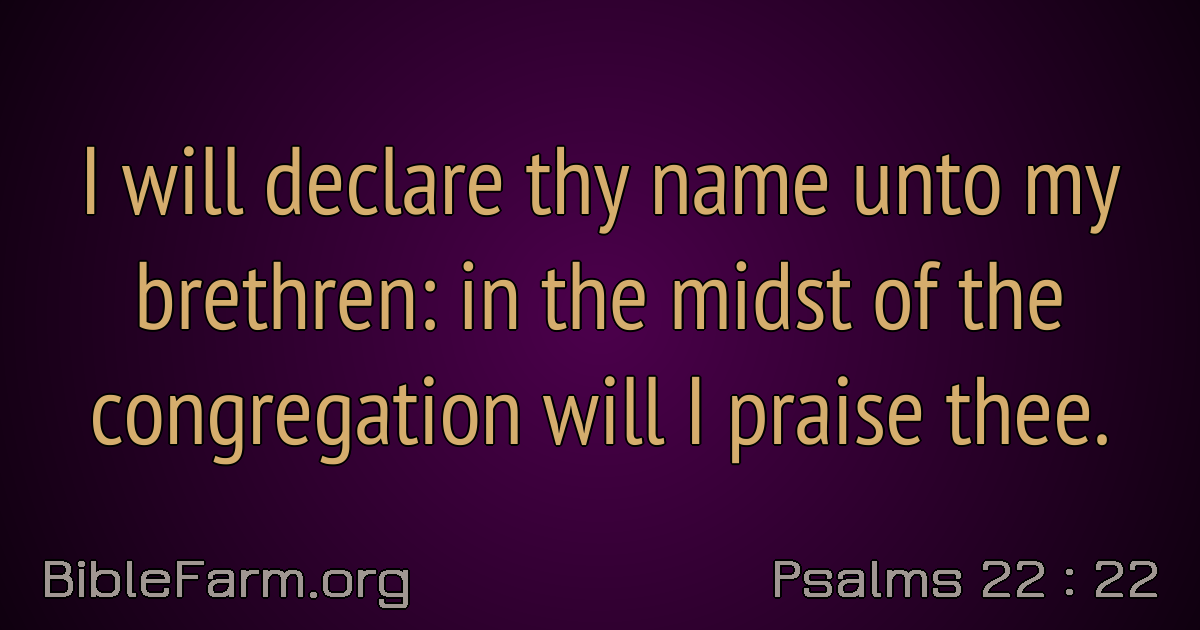 I will declare thy name unto my
brethren: in the midst of the
congregation will I praise thee.
BibleFarm.org
Psalms 22 : 22